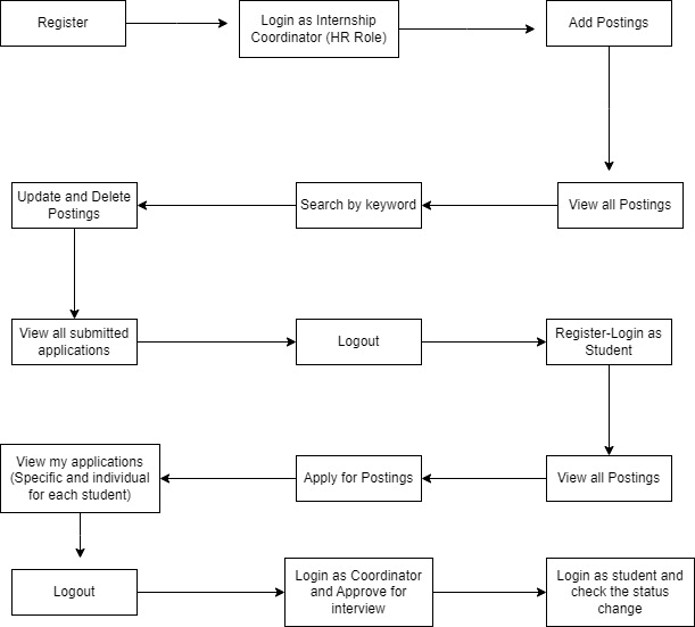 Register
Login as Internship
Coordinator (HR Role)
Add Postings
Update and Delete
Postings
Search by keyword
View all Postings
View all submitted
applications
Logout
Register-Login as
Student
View my applications
(Specific and individual
for each student)
Apply for Postings
View all Postings
Logout
Login as Coordinator
and Approve for
interview
Login as student and
check the status
change